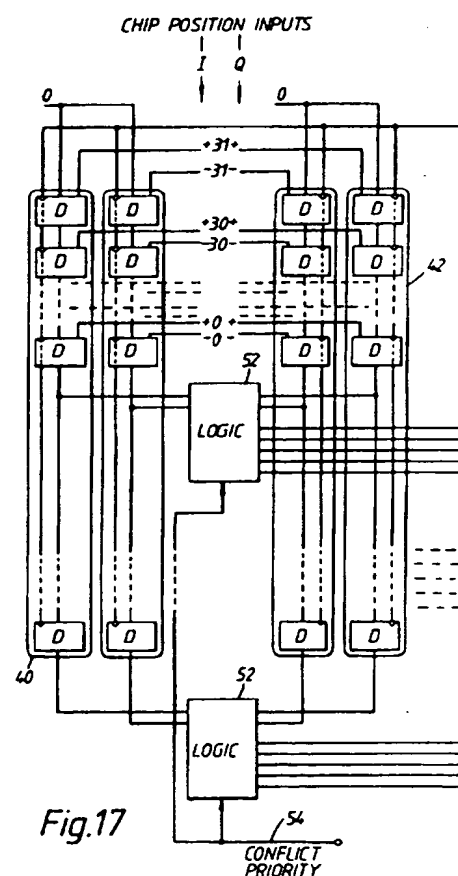 CHIP POSITION INPUTS
I Q
0 0
+31+
-31-
D D D D
+30+
-30-
D D D D
42
+0 +
-0 -
D D D D
52
LOGIC
D D D D
40
52
LOGIC
Fig.17
54
CONFLICT
PRIORITY